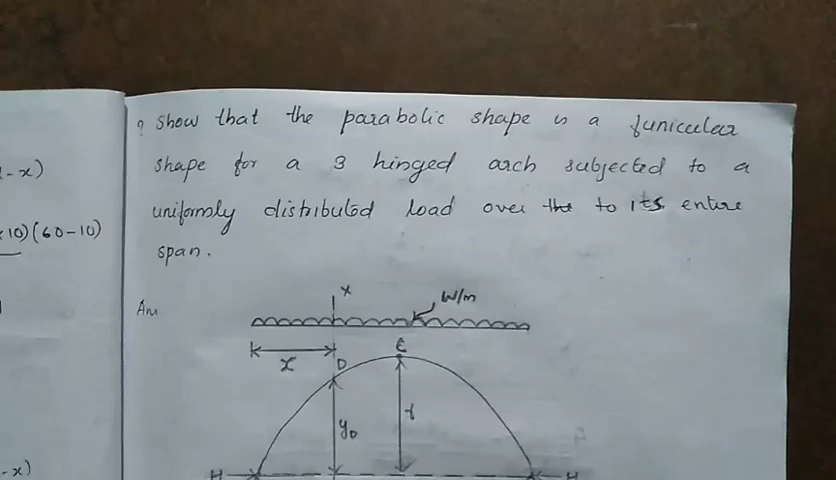 -x)
10)(60-10)
-x)
? Show that the parabolic shape is a funicular
shape for a 3 hinged arch subjected to a
uniformly distributed load over the to its entire
span.
Ans
x
W/m
x
D
C
yD
r
H
H